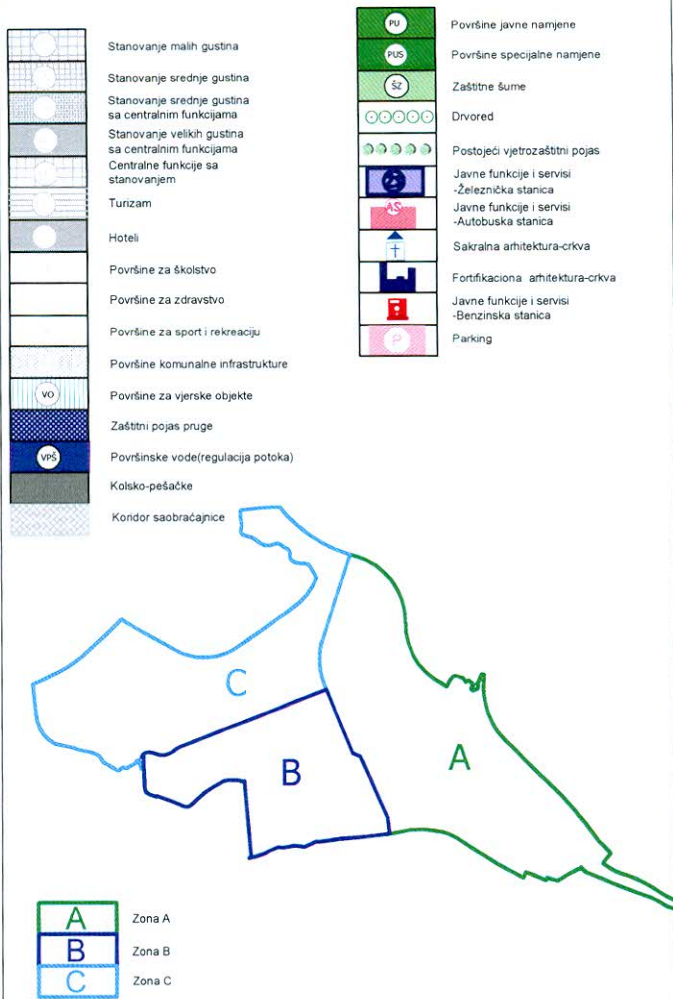 Stanovanje malih gustina
Stanovanje srednje gustina
Stanovanje srednje gustina
sa centralnim funkcijama
Stanovanje velikih gustina
sa centralnim funkcijama
Centralne funkcije sa
stanovanjem
Turizam
Hoteli
Površine za školstvo
Površine za zdravstvo
Površine za sport i rekreaciju
Površine komunalne infrastrukture
VO Površine za vjerske objekte
Zaštitni pojas pruge
VPŠ Površinske vode(regulacija potoka)
Kolsko-pešačke
Koridor saobraćajnice
PU Površine javne namjene
PUS Površine specijalne namjene
ŠZ Zaštitne šume
Drvored
Postojeći vjetrozaštitni pojas
Javne funkcije i servisi
-Železnička stanica
AS Javne funkcije i servisi
-Autobuska stanica
Sakralna arhitektura-crkva
Fortifikaciona arhitektura-crkva
Javne funkcije i servisi
-Benzinska stanica
P Parking
C
B
A
A Zona A
B Zona B
C Zona C